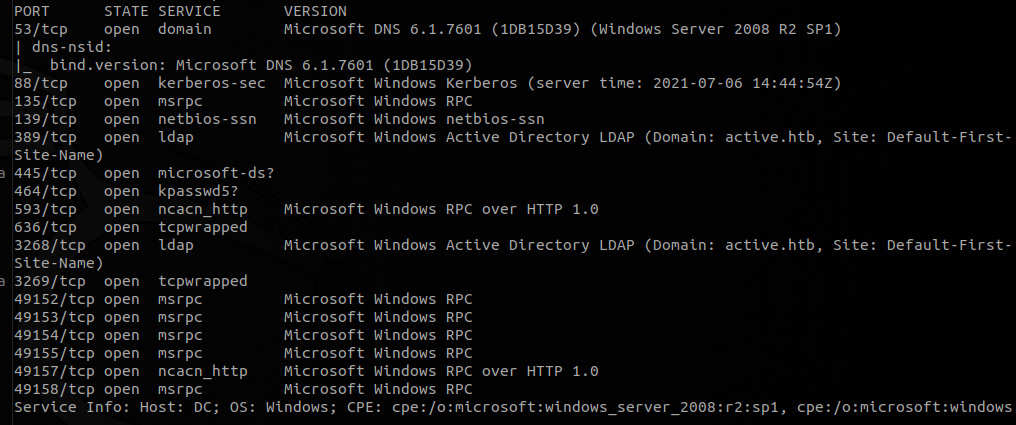 PORT STATE SERVICE VERSION
53/tcp open domain Microsoft DNS 6.1.7601 (1DB15D39) (Windows Server 2008 R2 SP1)
| dns-nsid:
|_ bind.version: Microsoft DNS 6.1.7601 (1DB15D39)
88/tcp open kerberos-sec Microsoft Windows Kerberos (server time: 2021-07-06 14:44:54Z)
135/tcp open msrpc Microsoft Windows RPC
139/tcp open netbios-ssn Microsoft Windows netbios-ssn
389/tcp open ldap Microsoft Windows Active Directory LDAP (Domain: active.htb, Site: Default-First-
Site-Name)
a 445/tcp open microsoft-ds?
464/tcp open kpasswd5?
593/tcp open ncacn_http Microsoft Windows RPC over HTTP 1.0
636/tcp open tcpwrapped
3268/tcp open ldap Microsoft Windows Active Directory LDAP (Domain: active.htb, Site: Default-First-
Site-Name)
a 3269/tcp open tcpwrapped
49152/tcp open msrpc Microsoft Windows RPC
49153/tcp open msrpc Microsoft Windows RPC
49154/tcp open msrpc Microsoft Windows RPC
49155/tcp open msrpc Microsoft Windows RPC
49157/tcp open ncacn_http Microsoft Windows RPC over HTTP 1.0
49158/tcp open msrpc Microsoft Windows RPC
Service Info: Host: DC; OS: Windows; CPE: cpe:/o:microsoft:windows_server_2008:r2:sp1, cpe:/o:microsoft:windows